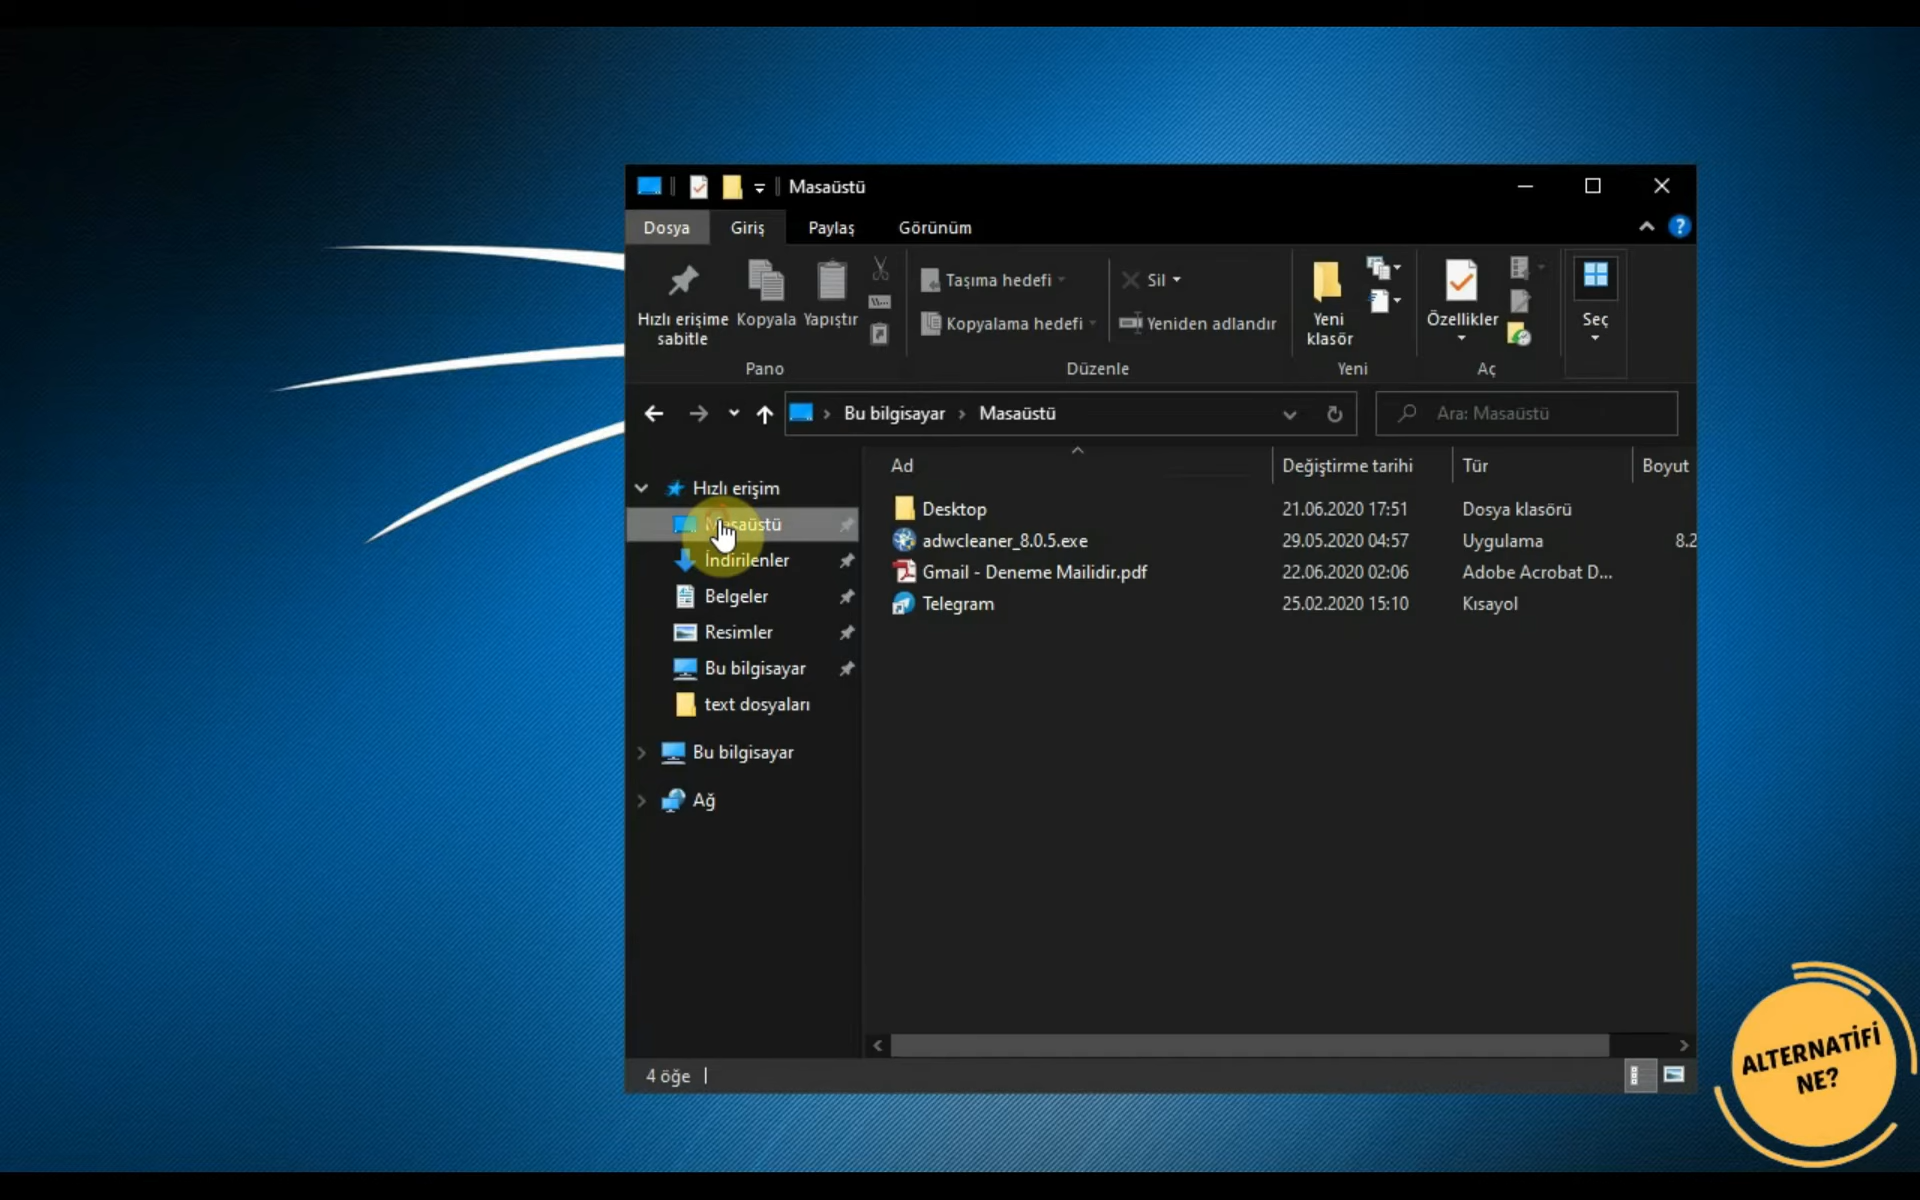 Masaüstü
Dosya Giriş Paylaş Görünüm
?
Hızlı erişime sabitle Kopyala Yapıştır
Taşıma hedefi
Kopyalama hedefi
Sil
Yeniden adlandır
Yeni klasör
Özellikler
Seç
Pano Düzenle Yeni Aç
Bu bilgisayar Masaüstü
Ara: Masaüstü
Ad Değiştirme tarihi Tür Boyut
Hızlı erişim
Masaüstü
İndirilenler
Belgeler
Resimler
Bu bilgisayar
text dosyaları
Bu bilgisayar
Ağ
Desktop 21.06.2020 17:51 Dosya klasörü
adwcleaner_8.0.5.exe 29.05.2020 04:57 Uygulama 8.2
Gmail - Deneme Mailidir.pdf 22.06.2020 02:06 Adobe Acrobat D...
Telegram 25.02.2020 15:10 Kısayol
4 öğe
ALTERNATİFİ
NE?